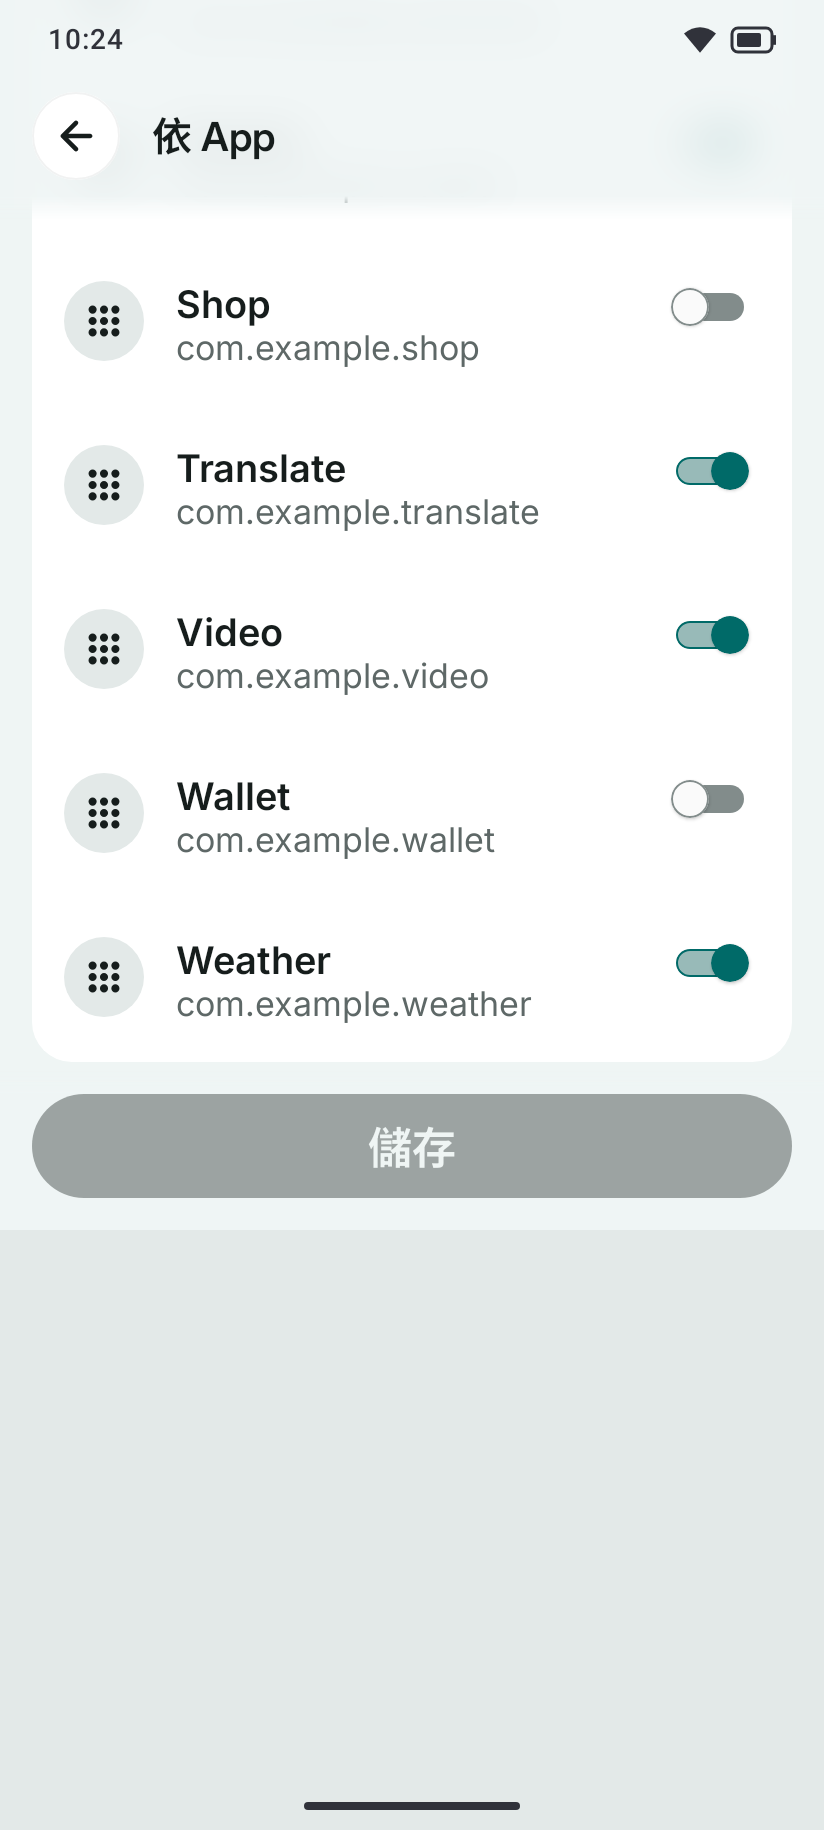 10:24
依 App
Shop
com.example.shop
Translate
com.example.translate
Video
com.example.video
Wallet
com.example.wallet
Weather
com.example.weather
儲存